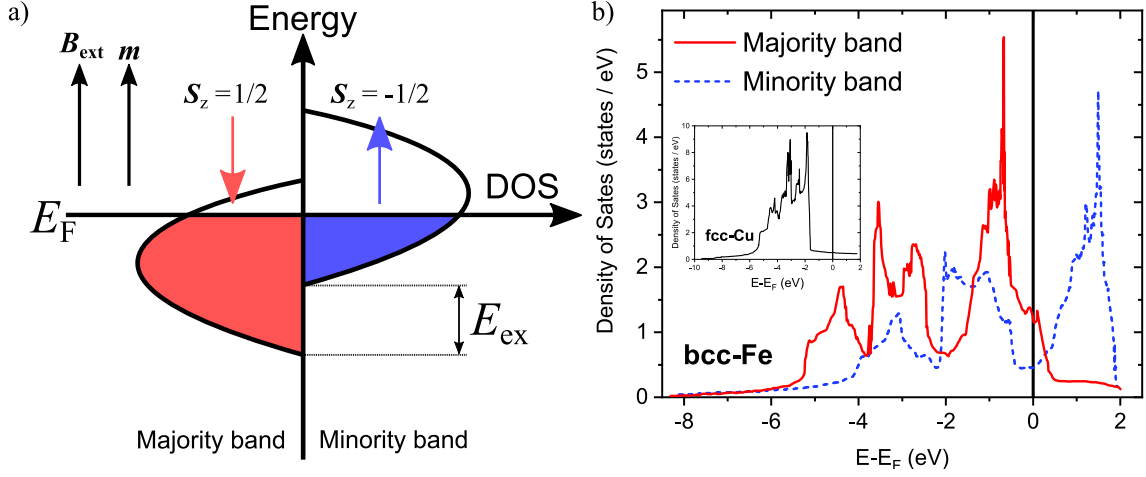 a)
Energy
B_ext
m
S_z =1/2
S_z = -1/2
DOS
E_F
E_ex
Majority band
Minority band
b)
Majority band
Minority band
Density of Sates (states / eV)
6
5
4
3
2
1
0
-8
-6
-4
-2
0
2
E-E_F (eV)
bcc-Fe
Density of Sates (states / eV)
10
8
6
4
2
0
-10
-8
-6
-4
-2
0
2
E-E_F (eV)
fcc-Cu